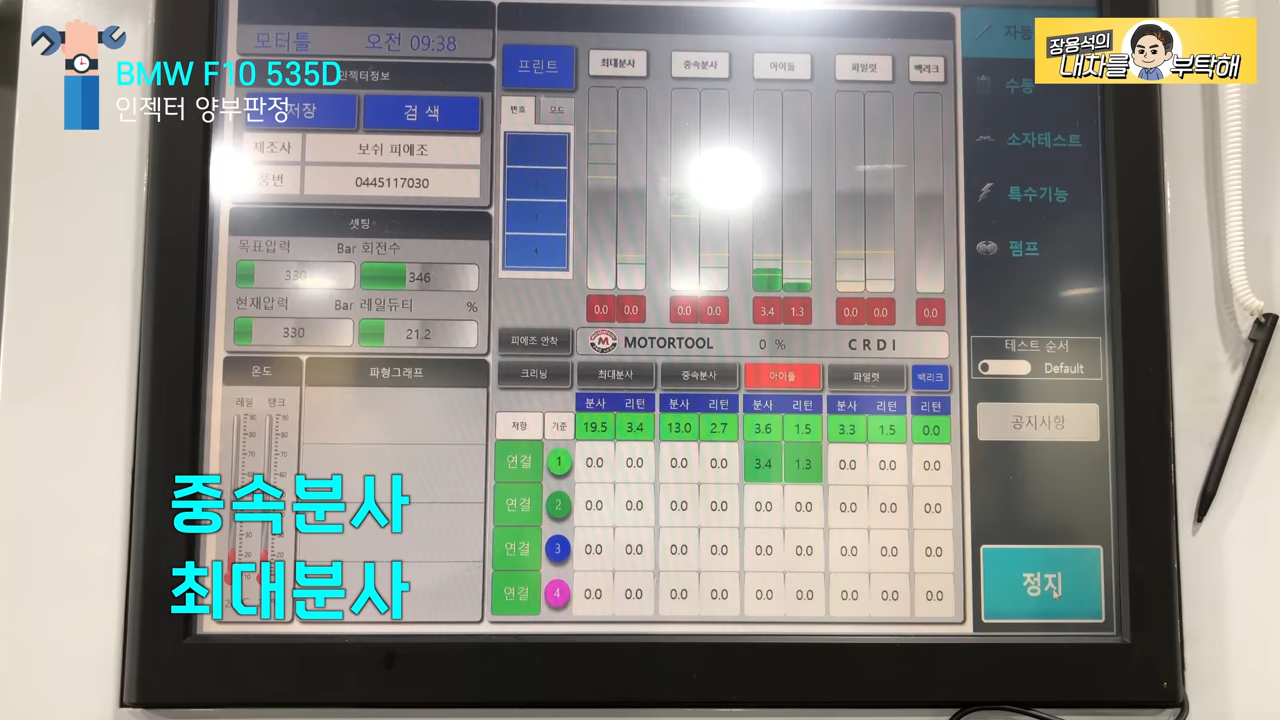 모터툴 오전 09:38
BMW F10 535D
인젝터정보
인젝터 양부판정
저장 검색
제조사 보쉬 피에조
품번 0445117030
셋팅
목표압력 Bar 회전수
330 346
현재압력 Bar 레일듀티 %
330 21.2
온도 파형그래프
레일 탱크
중속분사
최대분사
프린트
번호 모드
최대분사 중속분사 아이들 파일럿 백리크
0.0 0.0 0.0 0.0 3.4 1.3 0.0 0.0 0.0
피에조 안착 MOTORTOOL 0 % CRDI
크리닝 최대분사 중속분사 아이들 파일럿 백리크
분사 리턴 분사 리턴 분사 리턴 분사 리턴 리턴
저항 기준 19.5 3.4 13.0 2.7 3.6 1.5 3.3 1.5 0.0
연결 1 0.0 0.0 0.0 0.0 3.4 1.3 0.0 0.0 0.0
연결 2 0.0 0.0 0.0 0.0 0.0 0.0 0.0 0.0 0.0
연결 3 0.0 0.0 0.0 0.0 0.0 0.0 0.0 0.0 0.0
연결 4 0.0 0.0 0.0 0.0 0.0 0.0 0.0 0.0 0.0
장용석의
내차를 부탁해
자동
수동
소자테스트
특수기능
펌프
테스트 순서
Default
공지사항
정지